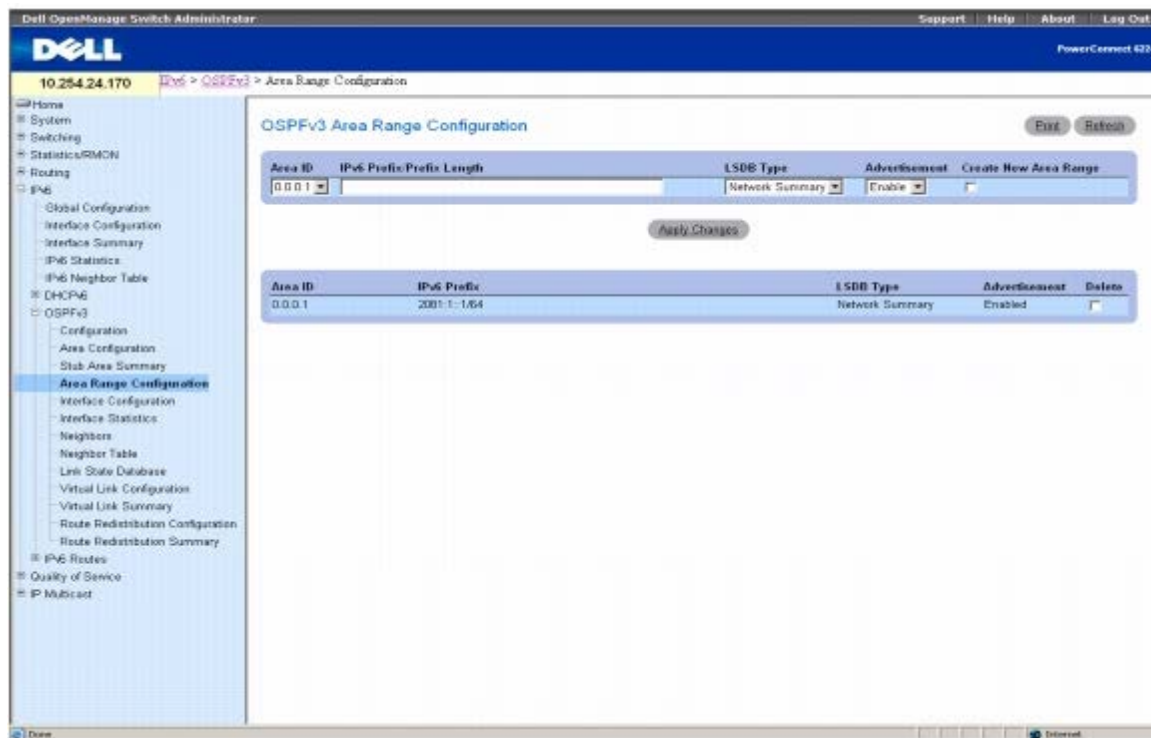 Dell OpenManage Switch Administrator Support Help About Log Out
DELL
PowerConnect 622
10.254.24.170 IPv6 > OSPFv3 > Area Range Configuration
Home
System
Switching
Statistics/RMON
Routing
IPv6
Global Configuration
Interface Configuration
Interface Summary
IPv6 Statistics
IPv6 Neighbor Table
DHCPv6
OSPFv3
Configuration
Area Configuration
Stub Area Summary
Area Range Configuration
Interface Configuration
Interface Statistics
Neighbors
Neighbor Table
Link State Database
Virtual Link Configuration
Virtual Link Summary
Route Redistribution Configuration
Route Redistribution Summary
IPv6 Routes
Quality of Service
IP Multicast
OSPFv3 Area Range Configuration
Print Refresh
Area ID IPv6 Prefix/Prefix Length LSDB Type Advertisement Create New Area Range
0.0.0.1 Network Summary Enable
Apply Changes
Area ID IPv6 Prefix LSDB Type Advertisement Delete
0.0.0.1 Network Summary Enabled
Done Internet